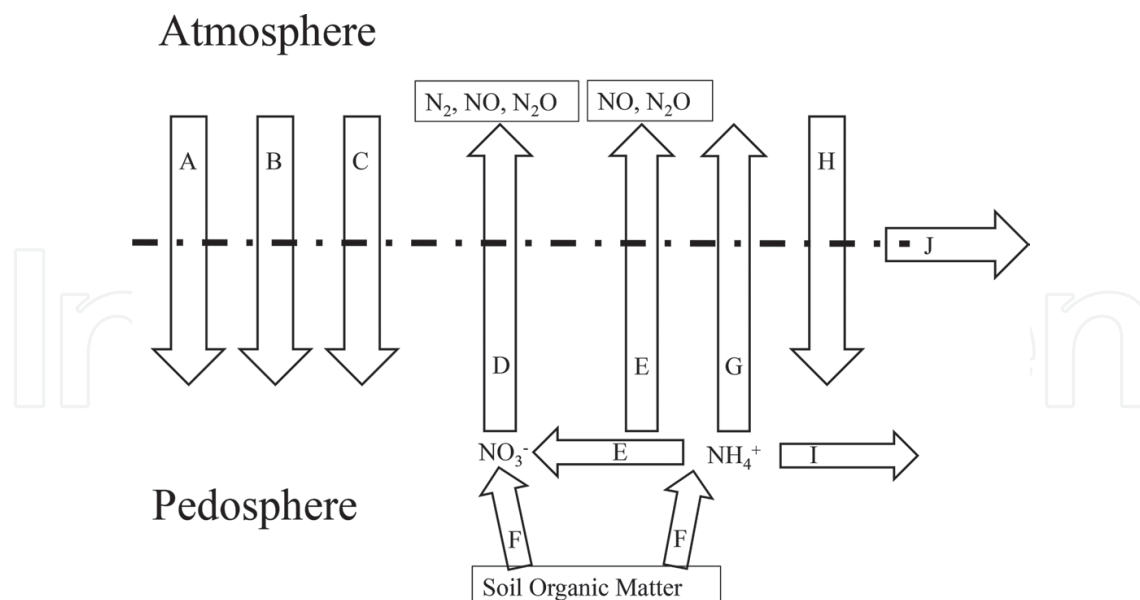 Atmosphere
N₂, NO, N₂O
NO, N₂O
A
B
C
H
J
D
E
G
NO₃⁻
E
NH₄⁺
I
Pedosphere
F
F
Soil Organic Matter